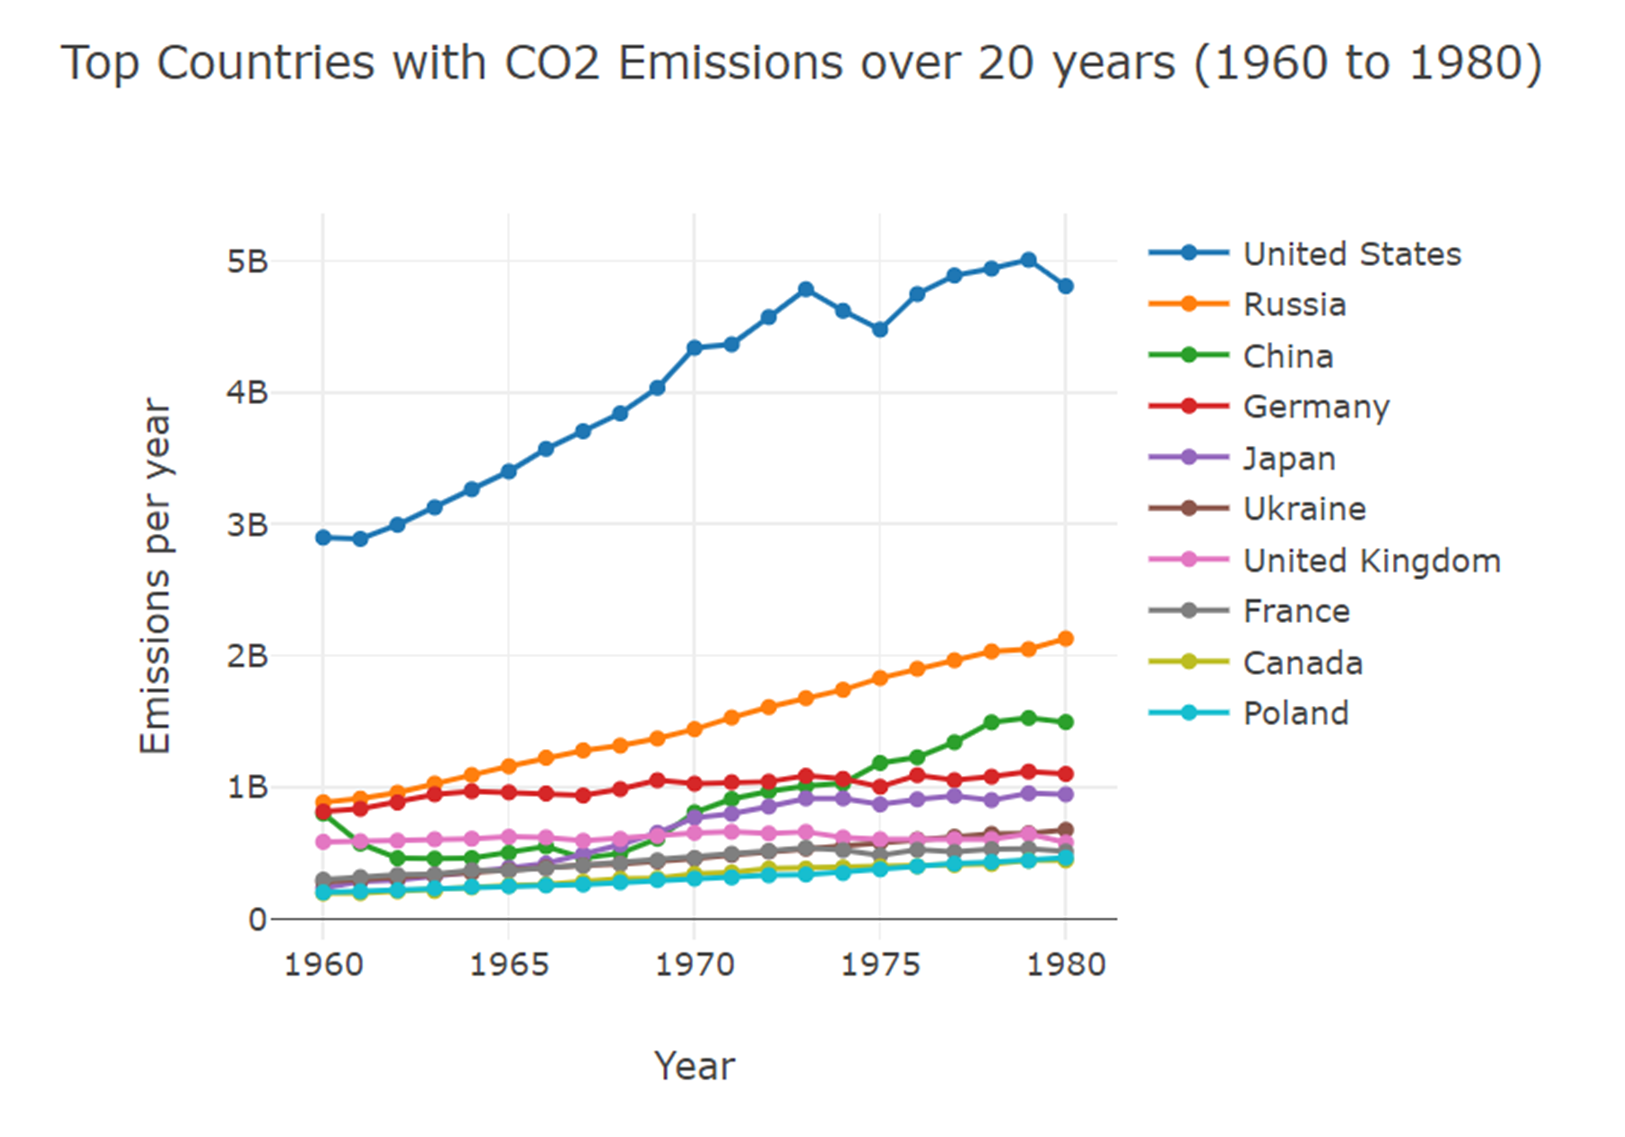 Top Countries with CO2 Emissions over 20 years (1960 to 1980)
5B
4B
3B
2B
1B
0
Emissions per year
1960 1965 1970 1975 1980
Year
United States
Russia
China
Germany
Japan
Ukraine
United Kingdom
France
Canada
Poland